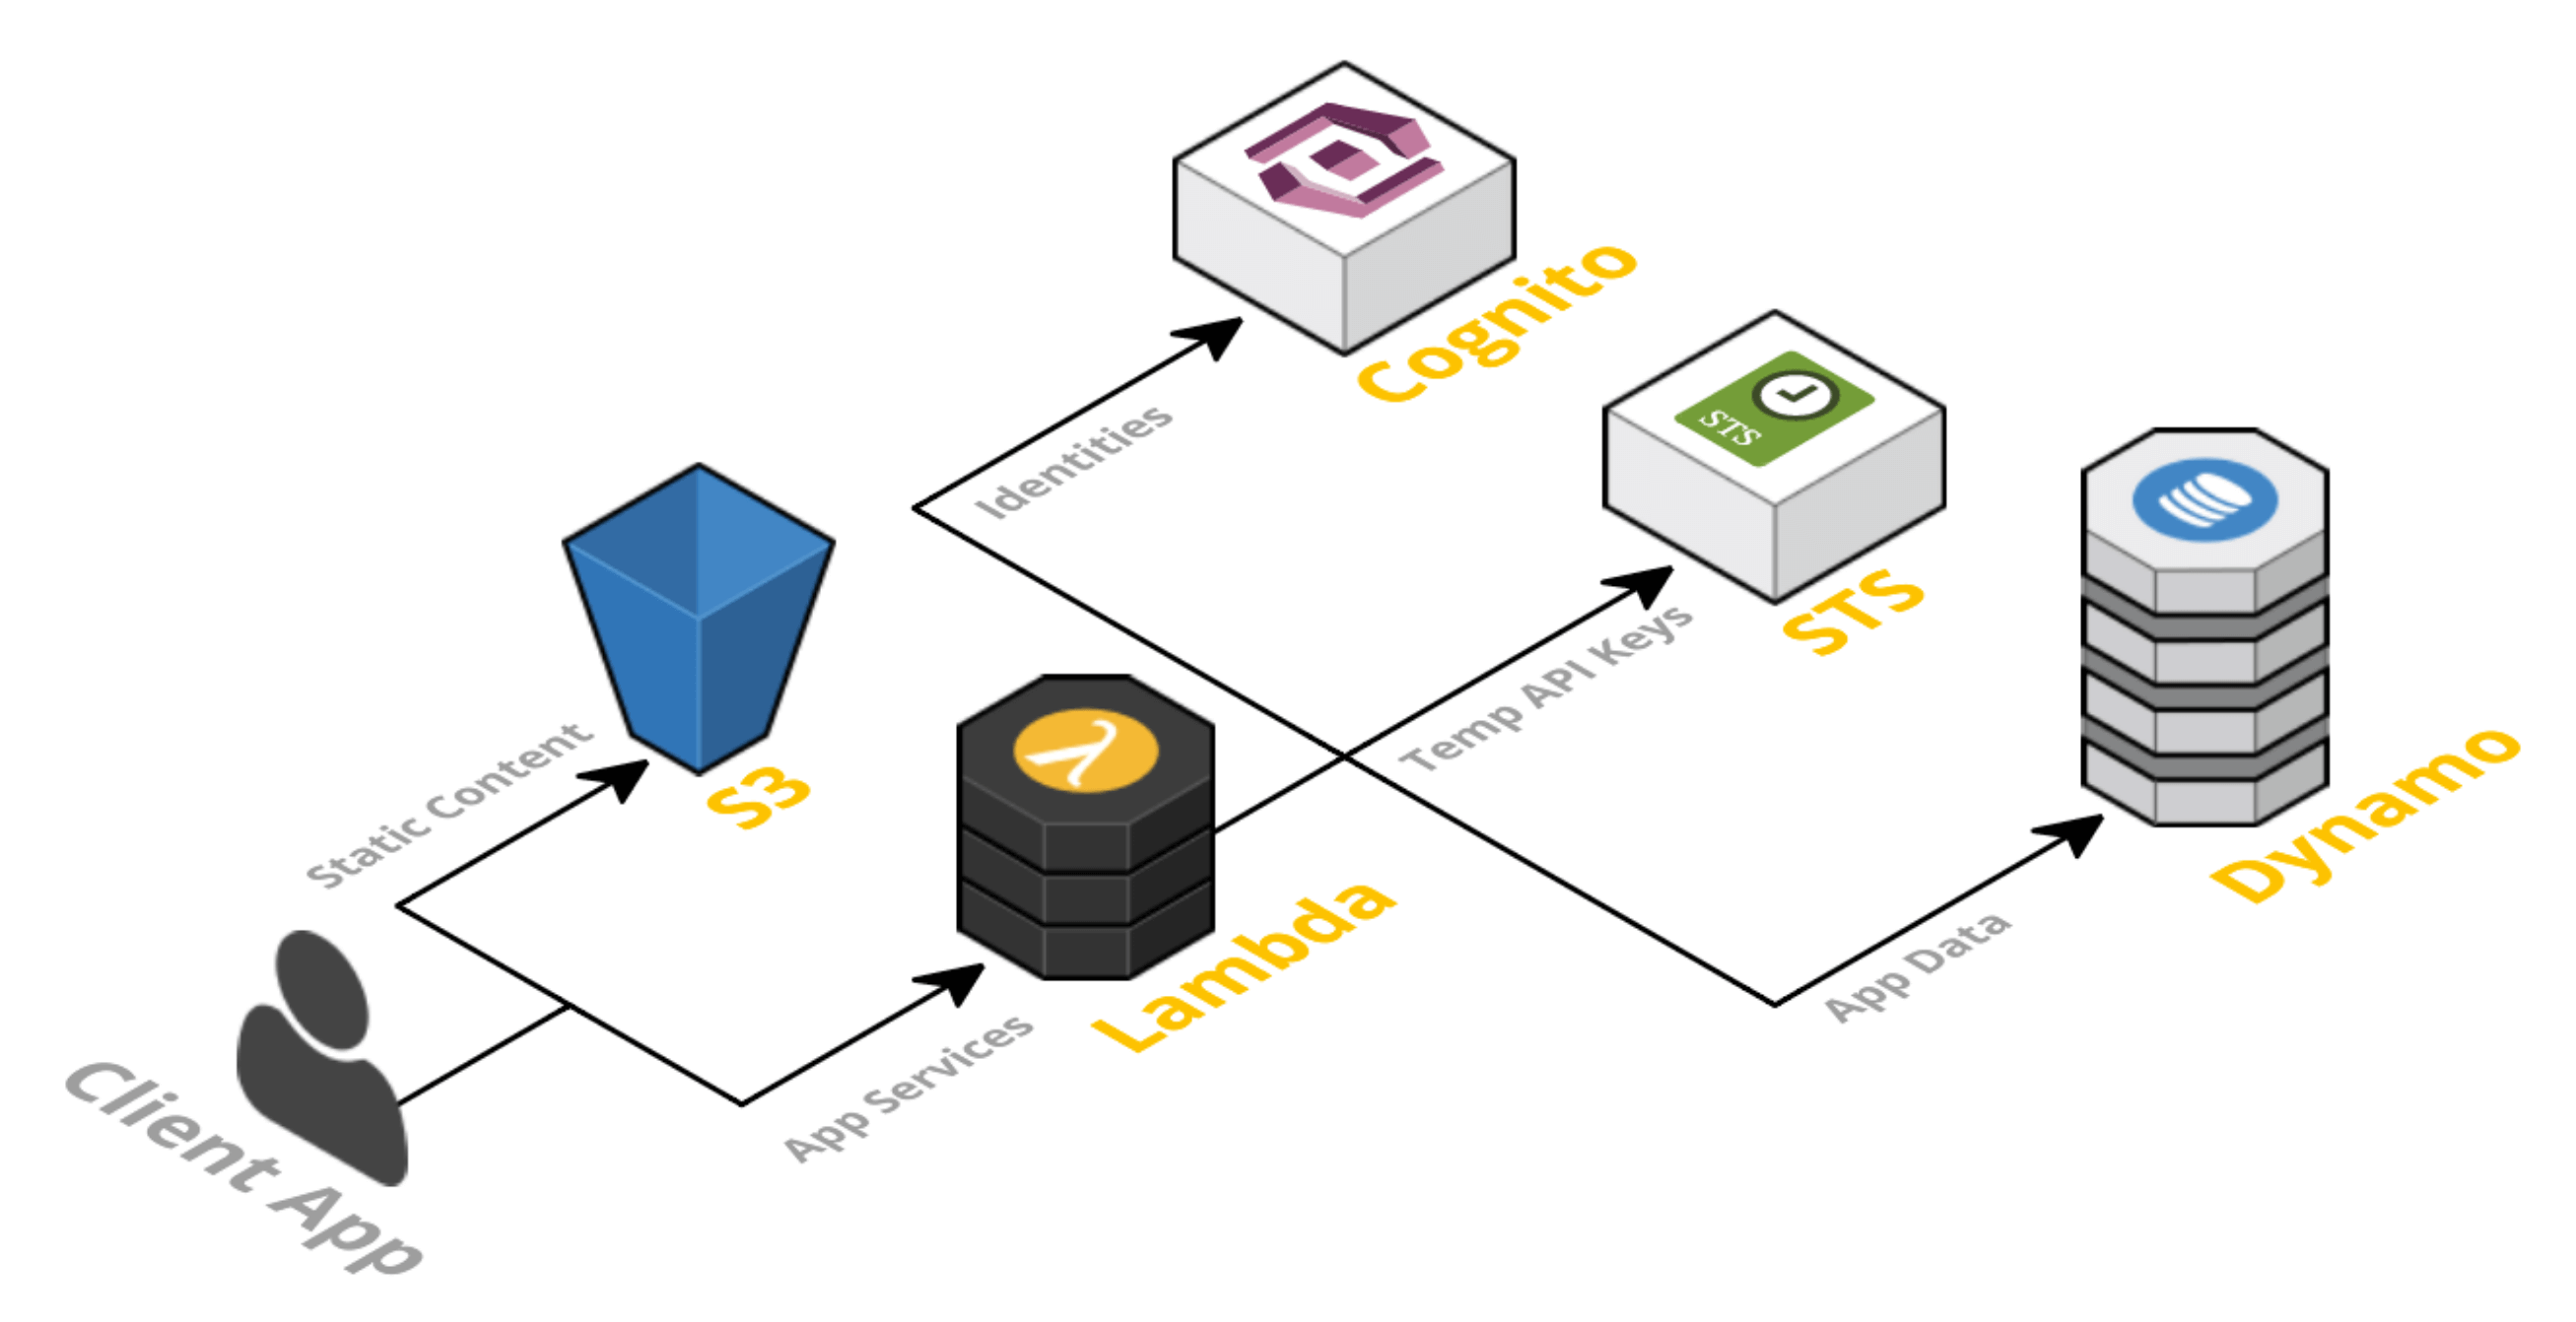 Cognito
Identities
STS
STS
Temp API Keys
Static Content
S3
Dynamo
Lambda
App Data
App Services
Client App